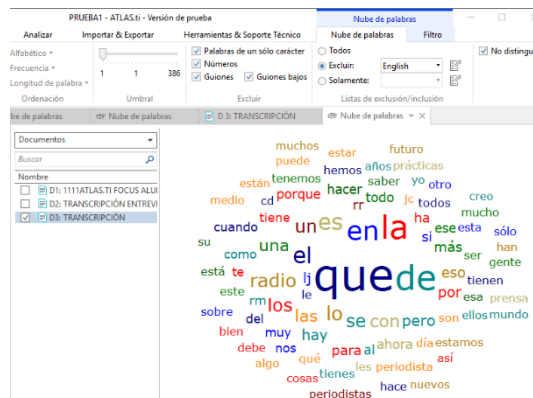 PRUEBA1 - ATLAS.ti - Versión de prueba
Nube de palabras
Analizar Importar & Exportar Herramientas & Soporte Técnico Nube de palabras Filtro
Alfabético
Frecuencia
Longitud de palabra
Ordenación
1 1 386
Umbral
Palabras de un sólo carácter
Números
Guiones Guiones bajos
Excluir
Todos
Excluir: English
Solamente:
Listas de exclusión/inclusión
No distingu
be de palabras Nube de palabras D 3: TRANSCRIPCIÓN Nube de palabras
Documentos
Buscar
Nombre
D1: 1111ATLAS.TI FOCUS ALU
D2: TRANSCRIPCIÓN ENTREVI
D3: TRANSCRIPCIÓN
muchos estar futuro
puede hemos años prácticas
están tenemos hacer saber yo otro
medio cd porque rr todo jc todos creo
cuando tiene un es en la ha si ese esta mucho sólo
su como una el más ser han gente
está te radio lj que de eso tienen
este rm los le por esa prensa
sobre del las lo se con pero son ellos mundo
bien muy hay ahora día estamos
debe nos para al así
algo qué les periodista
cosas tienes
periodistas hace nuevos